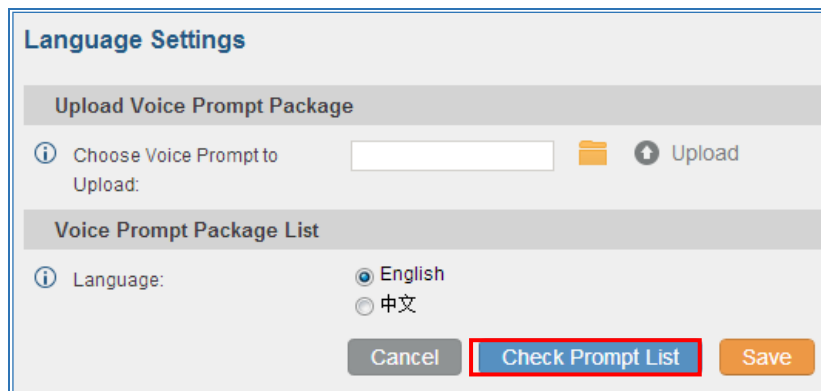 Language Settings
Upload Voice Prompt Package
Choose Voice Prompt to
Upload:
Upload
Voice Prompt Package List
Language:
English
中文
Cancel
Check Prompt List
Save